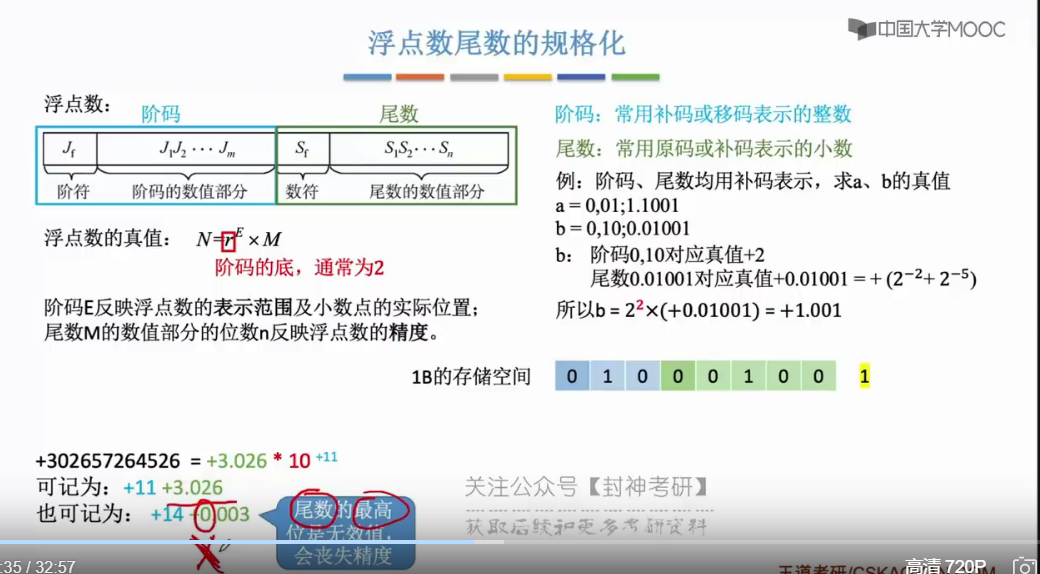 中国大学MOOC
浮点数尾数的规格化
浮点数：
阶码
尾数
Jf J1J2 ··· Jm Sf S1S2 ··· Sn
阶符 阶码的数值部分 数符 尾数的数值部分
浮点数的真值： N=r^E × M
阶码的底，通常为2
阶码E反映浮点数的表示范围及小数点的实际位置；
尾数M的数值部分的位数n反映浮点数的精度。
阶码：常用补码或移码表示的整数
尾数：常用原码或补码表示的小数
例：阶码、尾数均用补码表示，求a、b的真值
a = 0,01;1.1001
b = 0,10;0.01001
b： 阶码0,10对应真值+2
尾数0.01001对应真值+0.01001 = + (2⁻²+ 2⁻⁵)
所以b = 2²×(+0.01001) = +1.001
1B的存储空间 0 1 0 0 0 1 0 0 1
+302657264526 = +3.026 * 10 ⁺¹¹
可记为：+11 +3.026
也可记为： +14 +0.003
尾数的最高
位是无效值，
会丧失精度
关注公众号【封神考研】
获取后续和更多考研资料
:35 / 32:57
高清 720P
王道考研/CSKAO